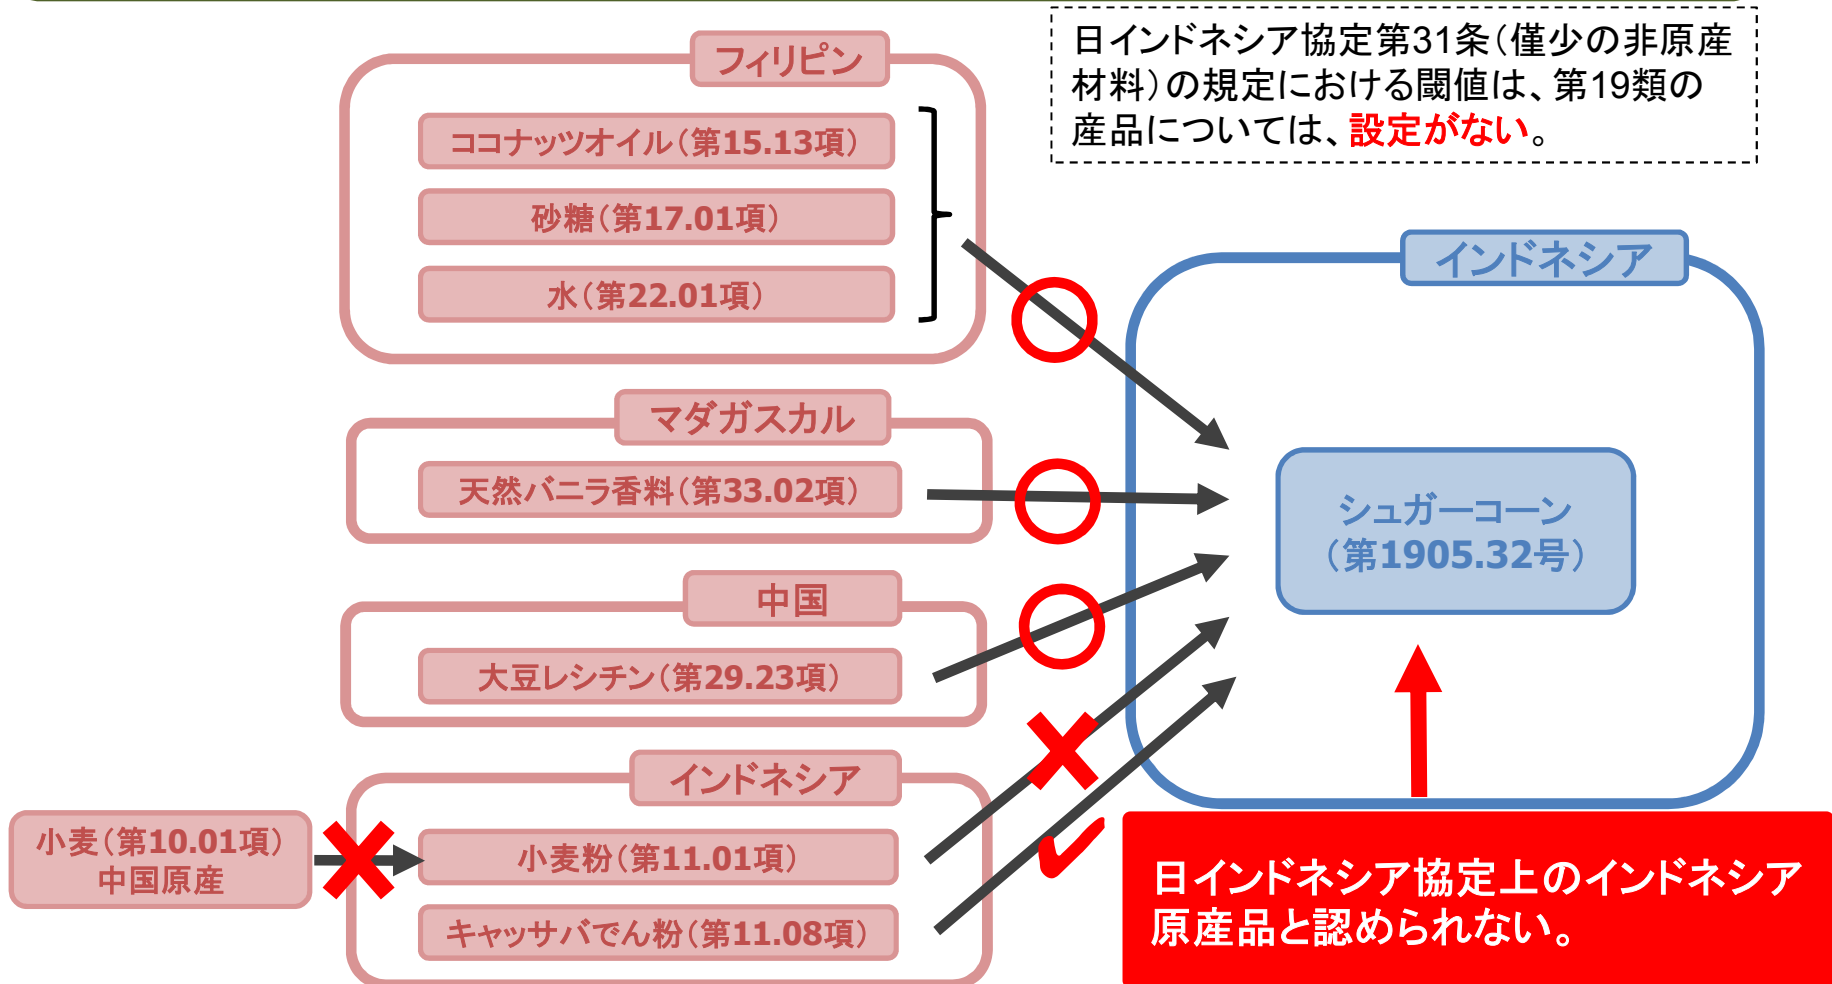 日インドネシア協定第31条（僅少の非原産
材料）の規定における閾値は、第19類の
産品については、設定がない。
フィリピン
ココナッツオイル（第15.13項）
砂糖（第17.01項）
水（第22.01項）
マダガスカル
天然バニラ香料（第33.02項）
中国
大豆レシチン（第29.23項）
インドネシア
小麦（第10.01項）
中国原産
小麦粉（第11.01項）
キャッサバでん粉（第11.08項）
インドネシア
シュガーコーン
（第1905.32号）
日インドネシア協定上のインドネシア
原産品と認められない。